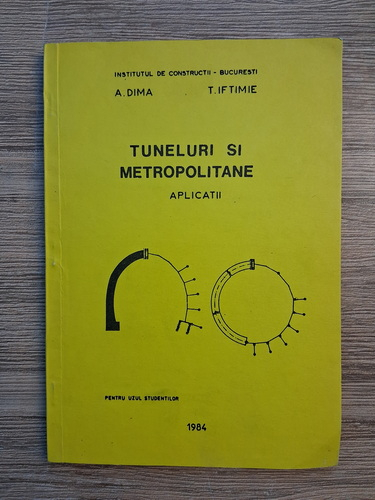 INSTITUTUL DE CONSTRUCTII - BUCURESTI
A. DIMA T. IFTIMIE
TUNELURI SI
METROPOLITANE
APLICATII
PENTRU UZUL STUDENTILOR
1984